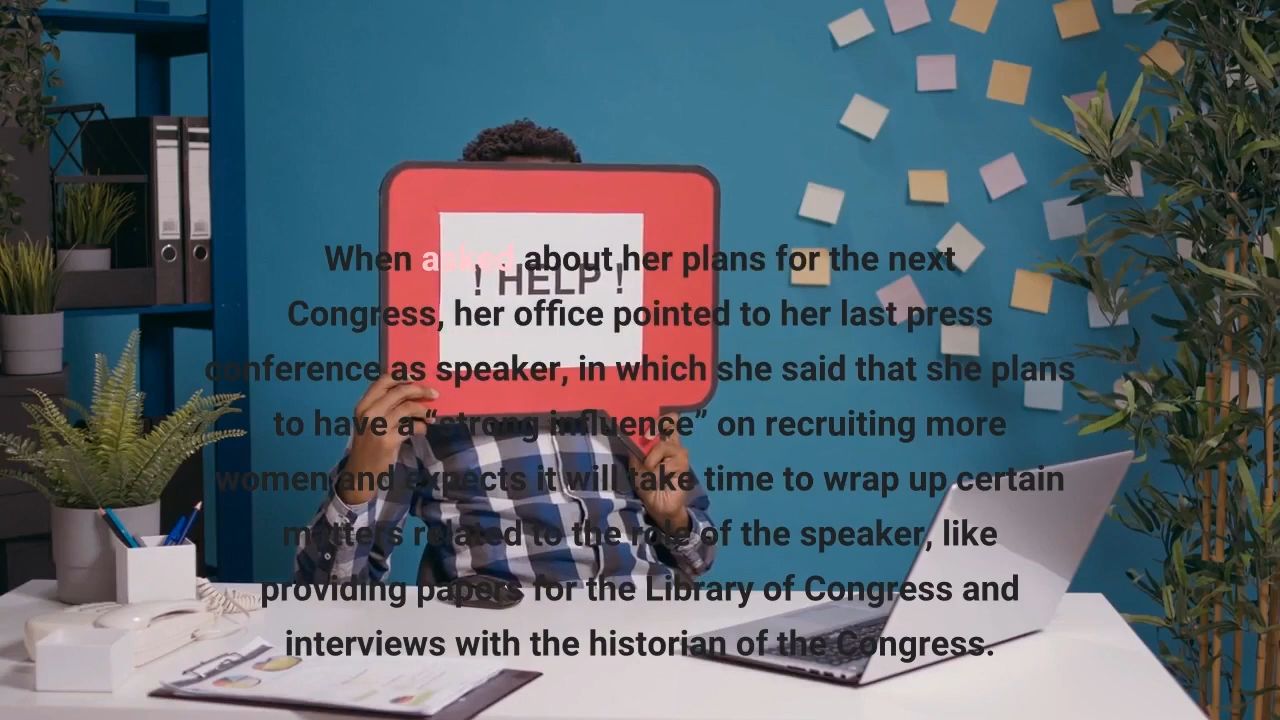 When asked about her plans for the next
! HELP !
Congress, her office pointed to her last press
conference as speaker, in which she said that she plans
to have a “strong influence” on recruiting more
women and expects it will take time to wrap up certain
matters related to the role of the speaker, like
providing papers for the Library of Congress and
interviews with the historian of the Congress.